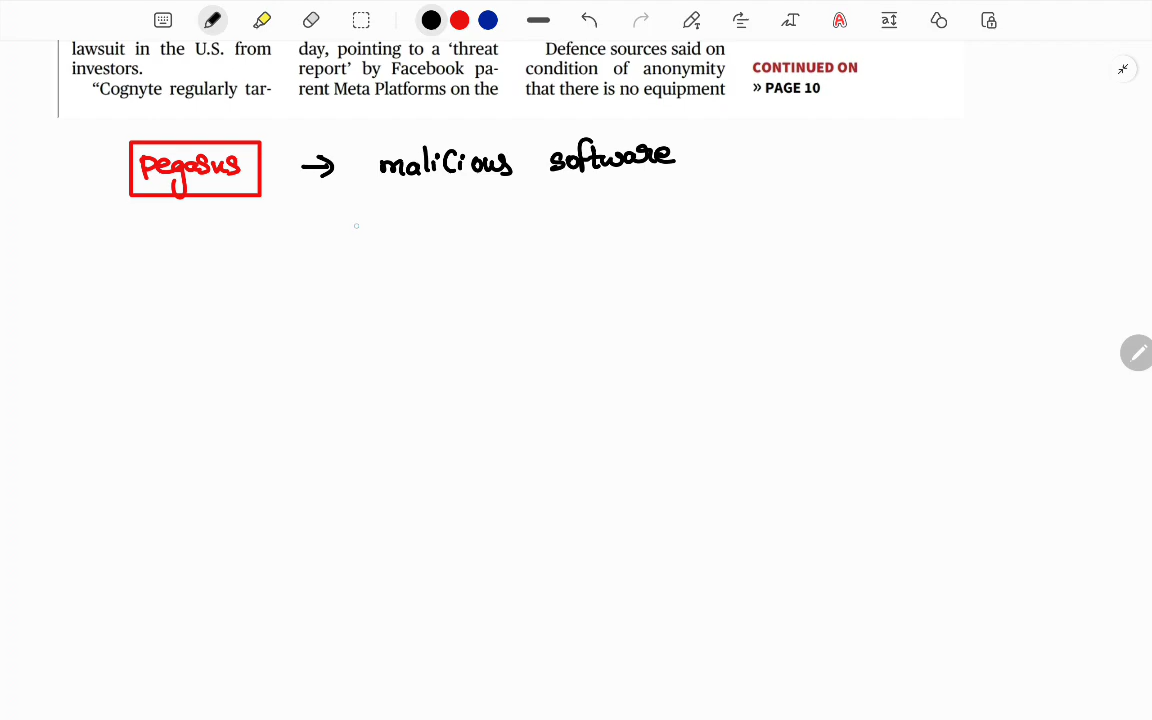 lawsuit in the U.S. from
investors.
“Cognyte regularly tar-
day, pointing to a ‘threat
report’ by Facebook pa-
rent Meta Platforms on the
Defence sources said on
condition of anonymity
that there is no equipment
CONTINUED ON
» PAGE 10
Pegasus → malicious software